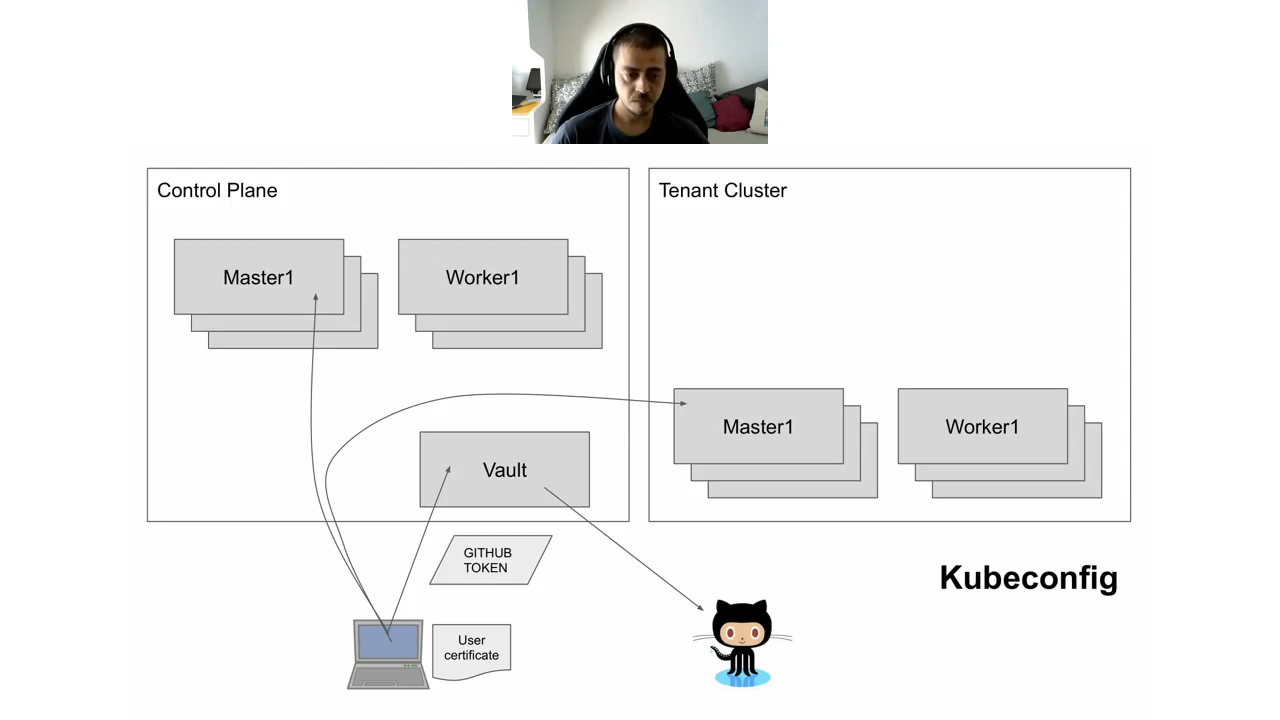 Control Plane
Tenant Cluster
Master1
Worker1
Master1
Worker1
Vault
GITHUB
TOKEN
Kubeconfig
User
certificate